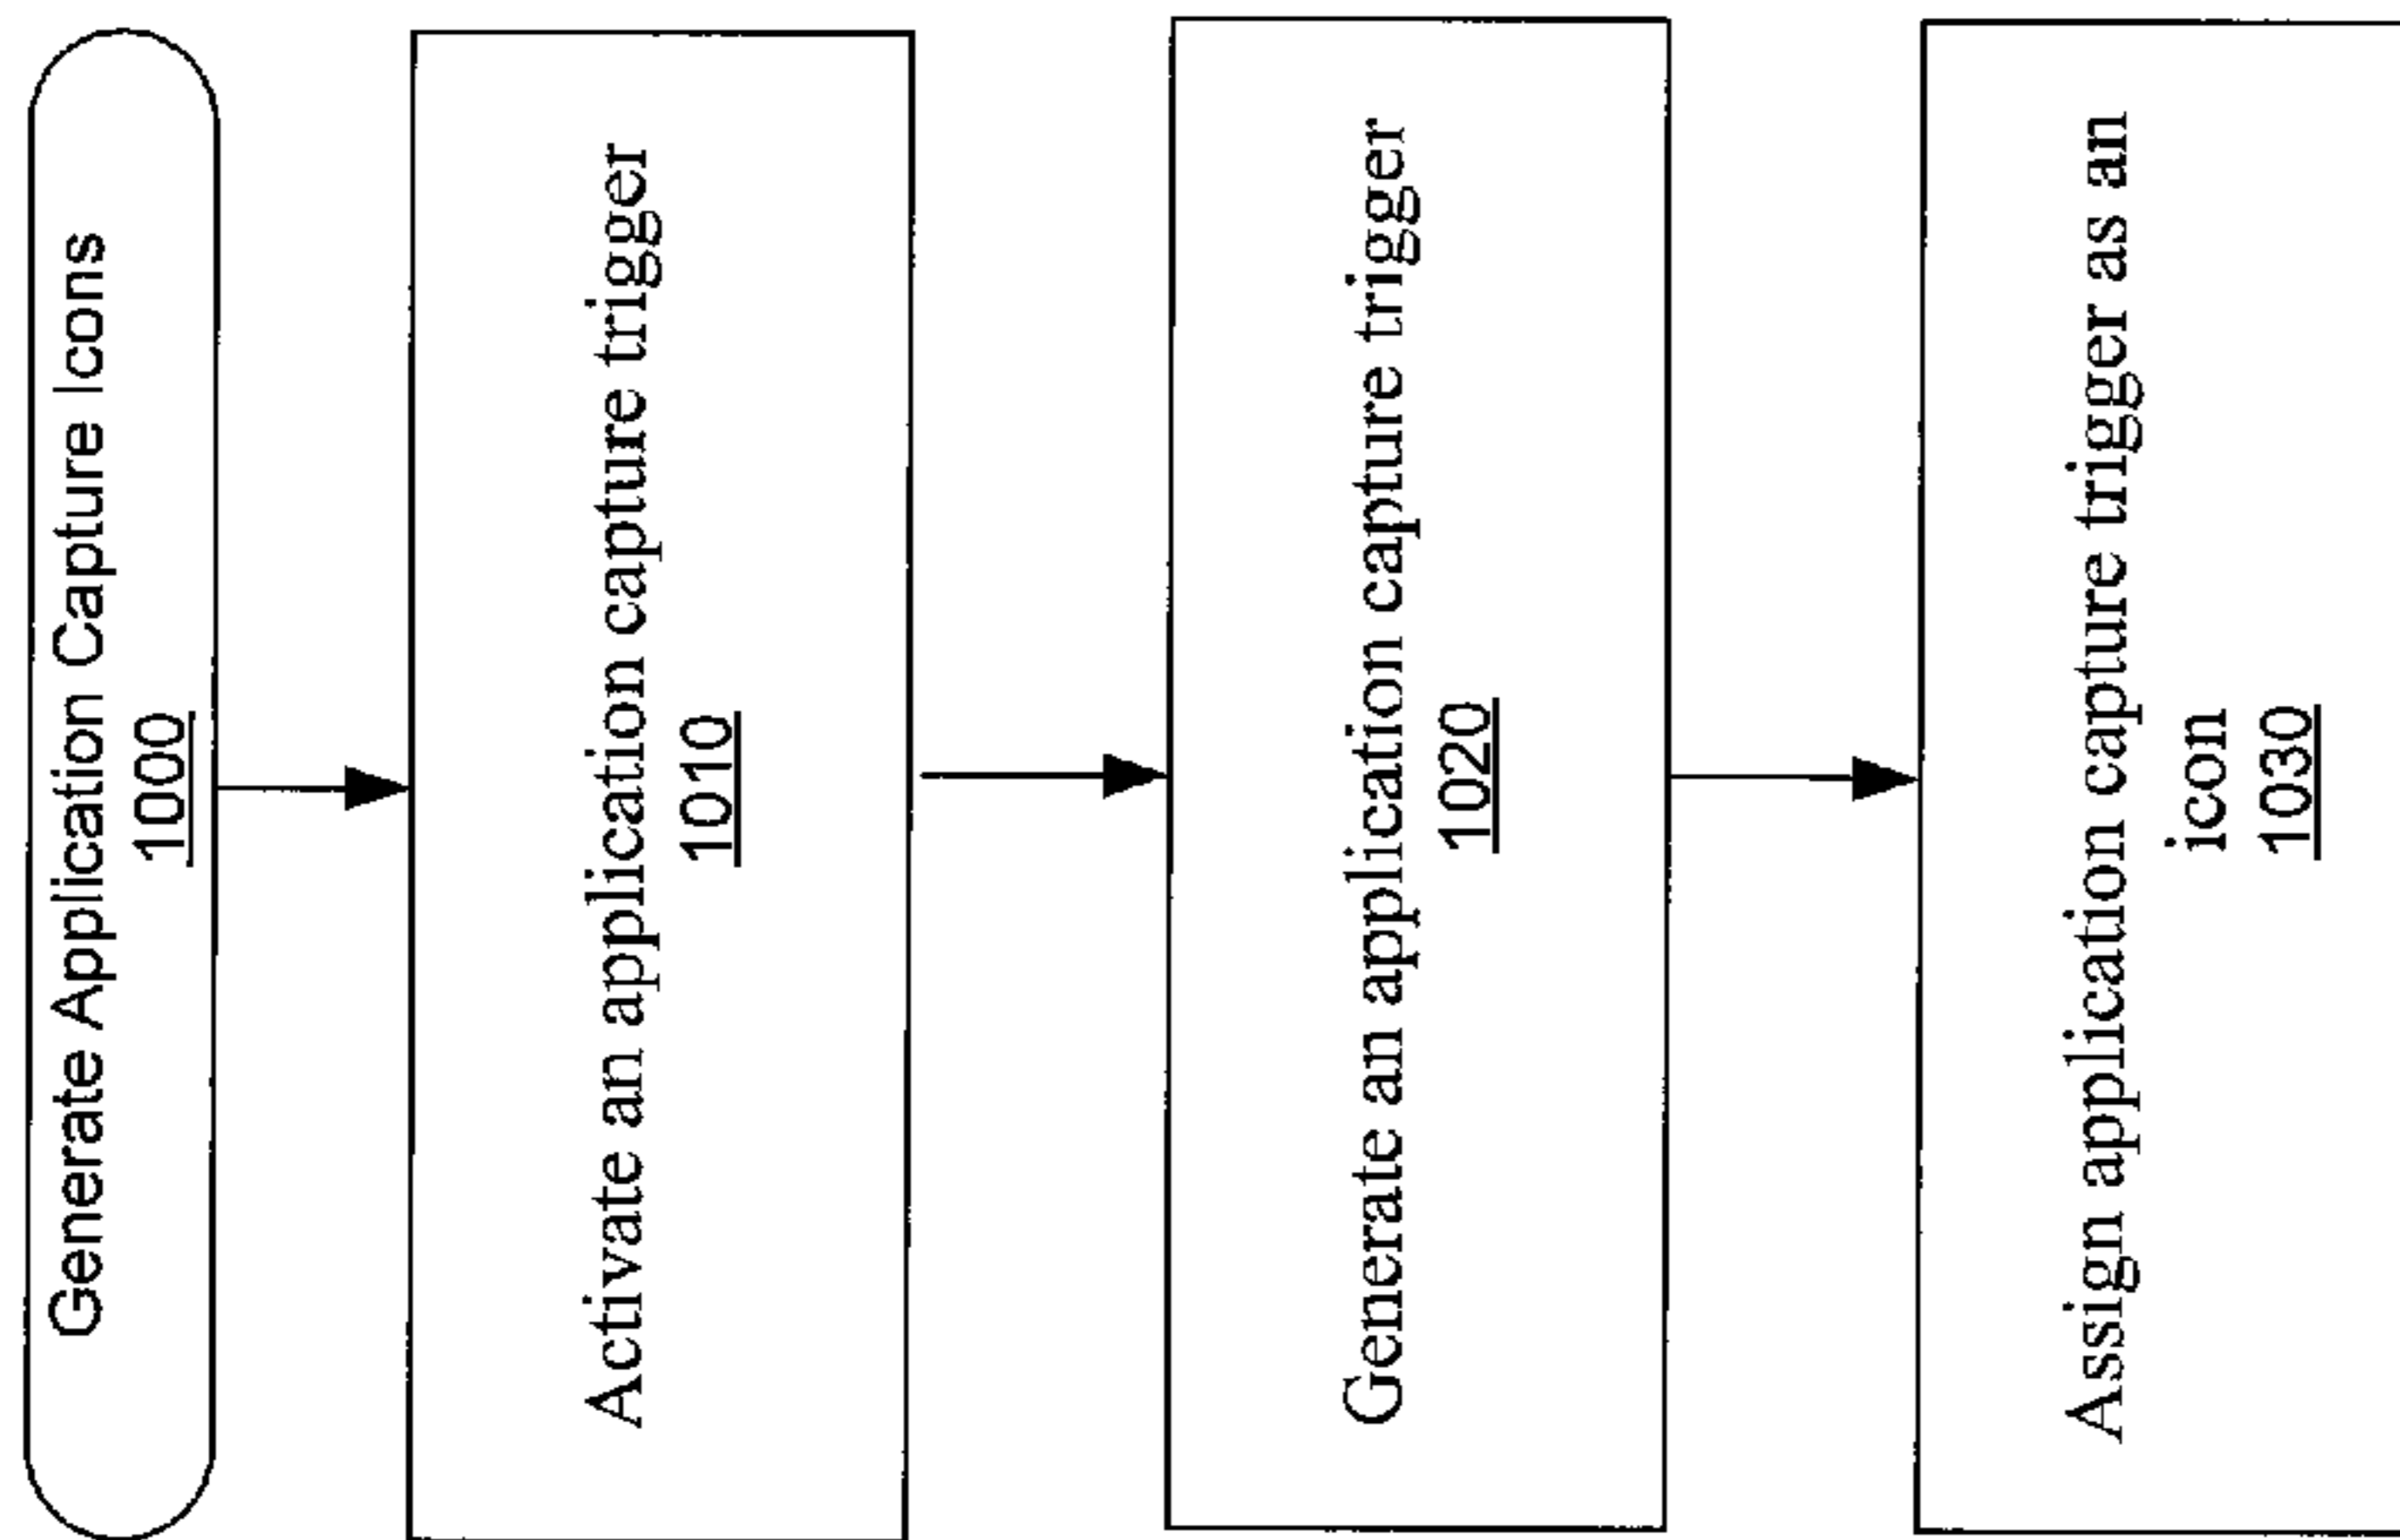 Generate Application Capture Icons
1000
Activate an application capture trigger
1010
Generate an application capture trigger
1020
Assign application capture trigger as an
icon
1030